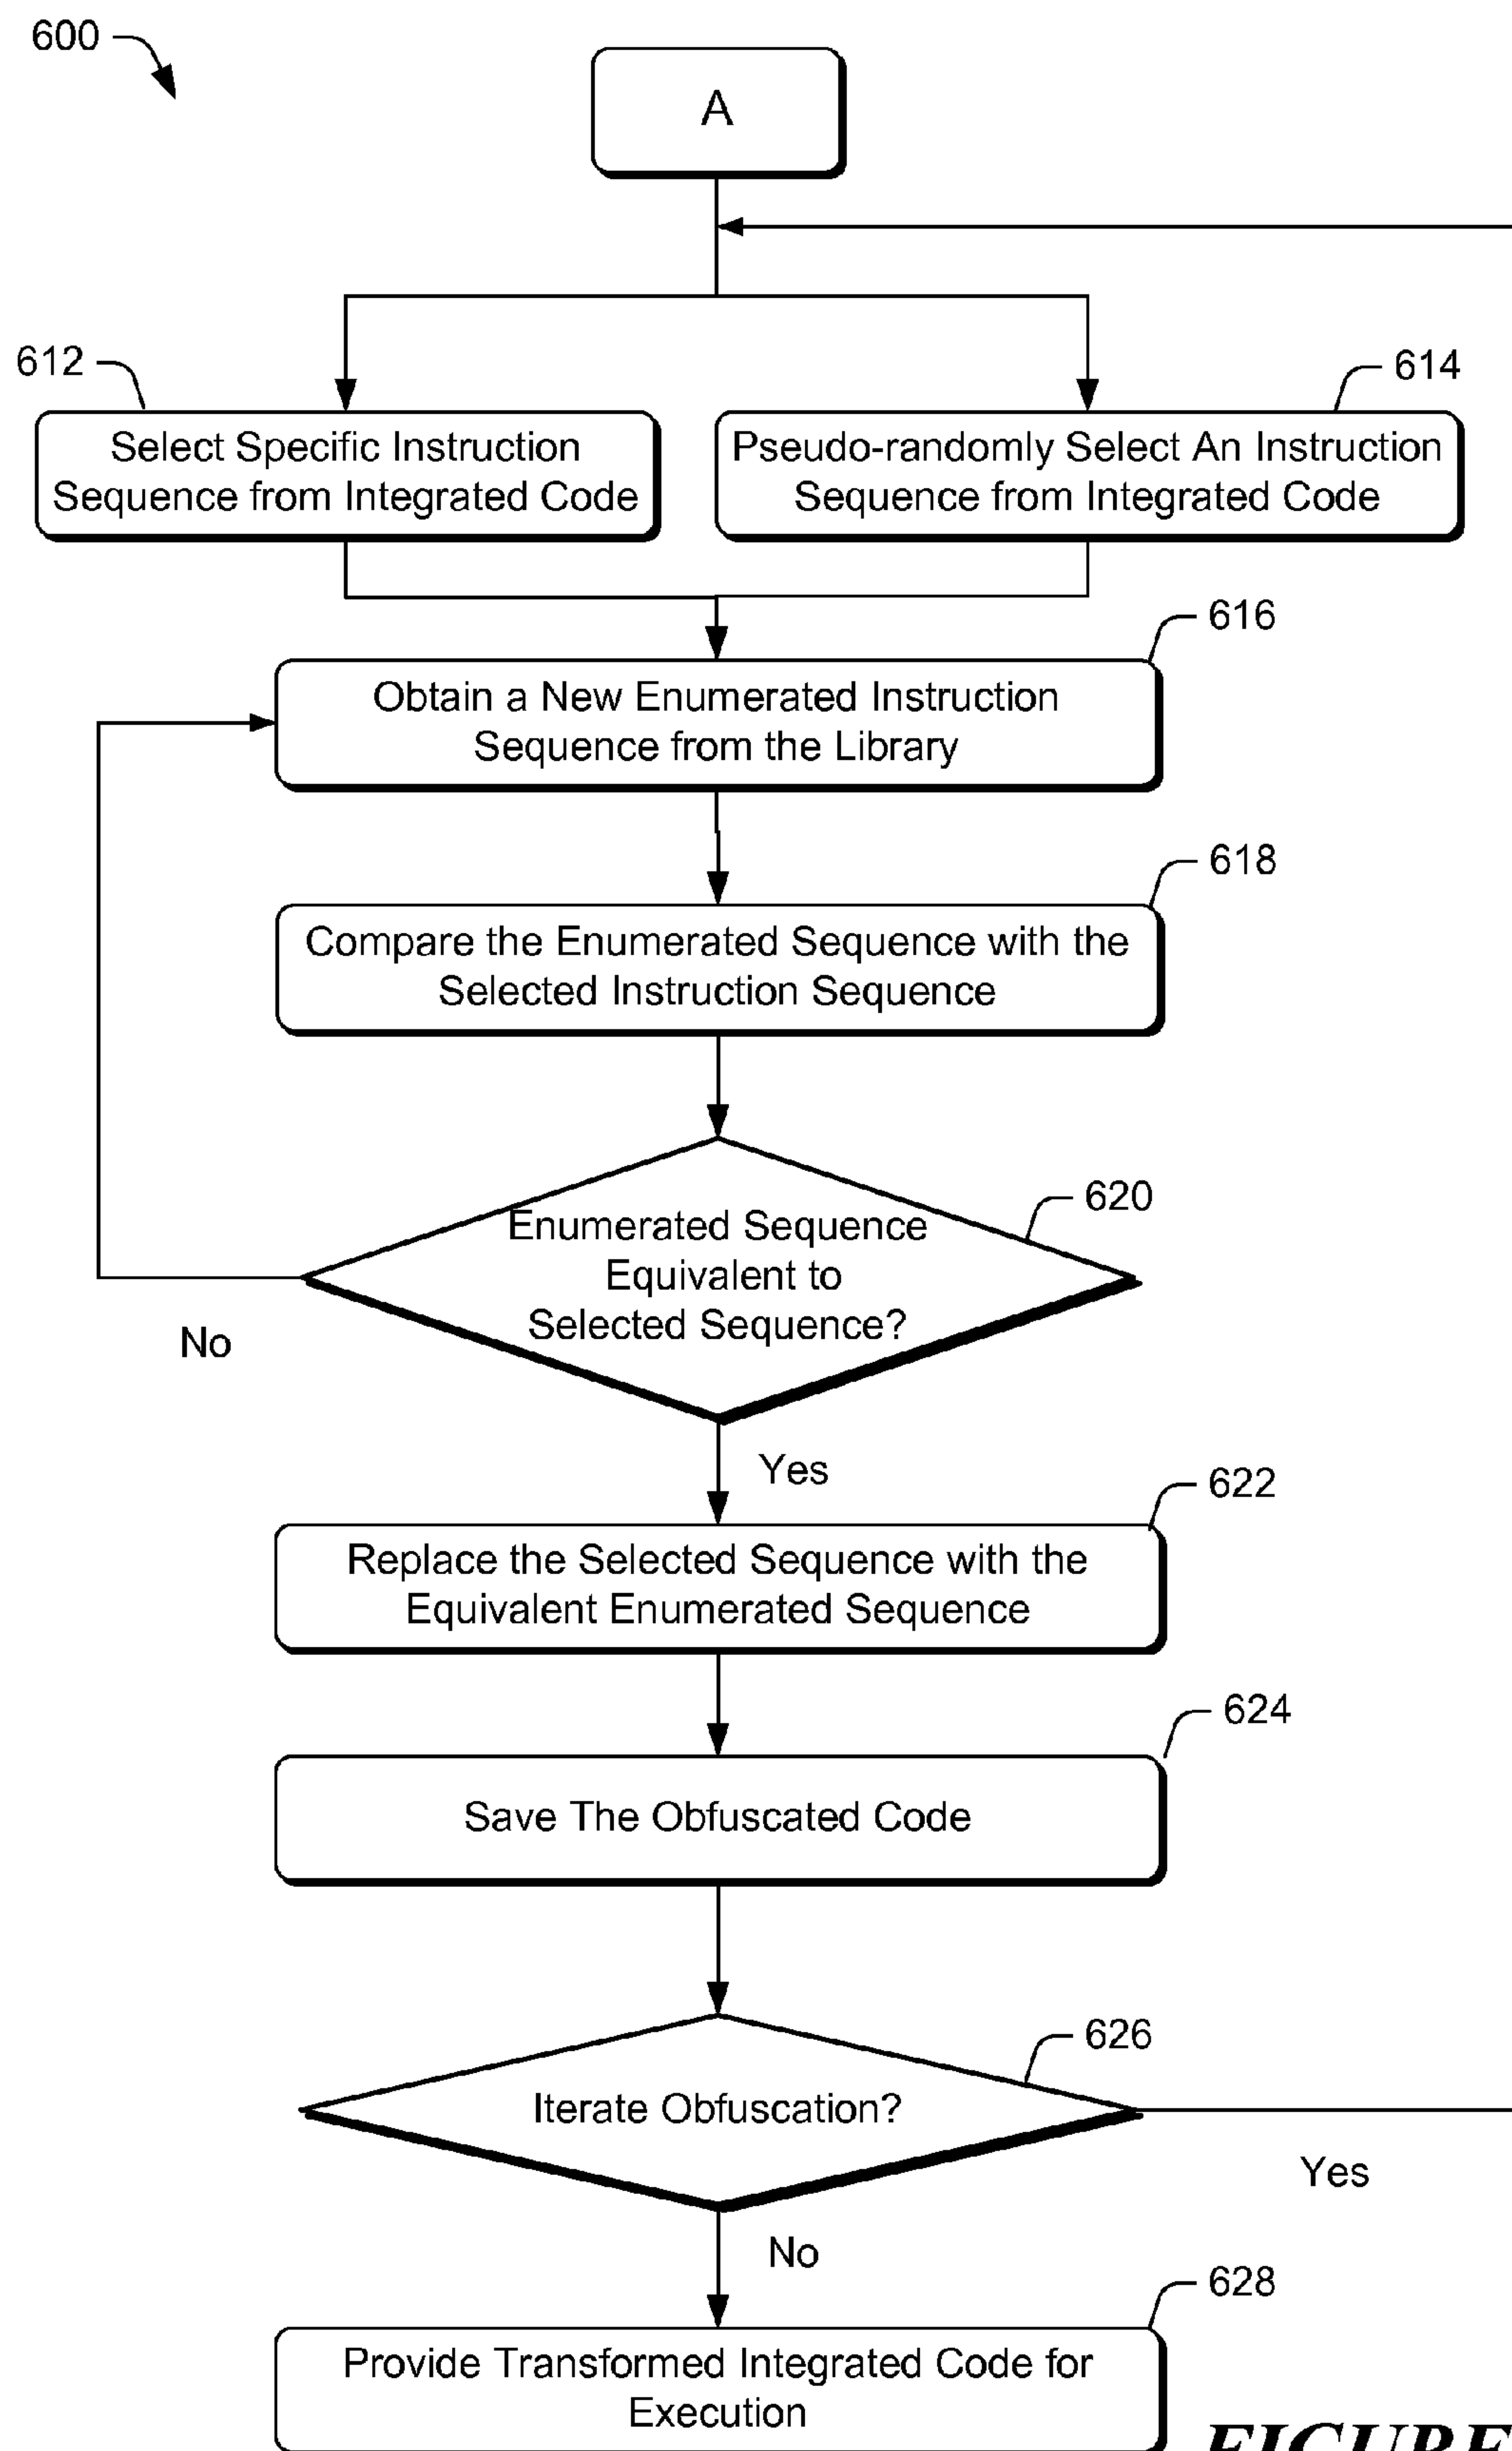 600
A
612
614
Select Specific Instruction
Sequence from Integrated Code
Pseudo-randomly Select An Instruction
Sequence from Integrated Code
616
Obtain a New Enumerated Instruction
Sequence from the Library
618
Compare the Enumerated Sequence with the
Selected Instruction Sequence
620
Enumerated Sequence
Equivalent to
Selected Sequence?
No
Yes
622
Replace the Selected Sequence with the
Equivalent Enumerated Sequence
624
Save The Obfuscated Code
626
Iterate Obfuscation?
Yes
No
628
Provide Transformed Integrated Code for
Execution
FIGURE